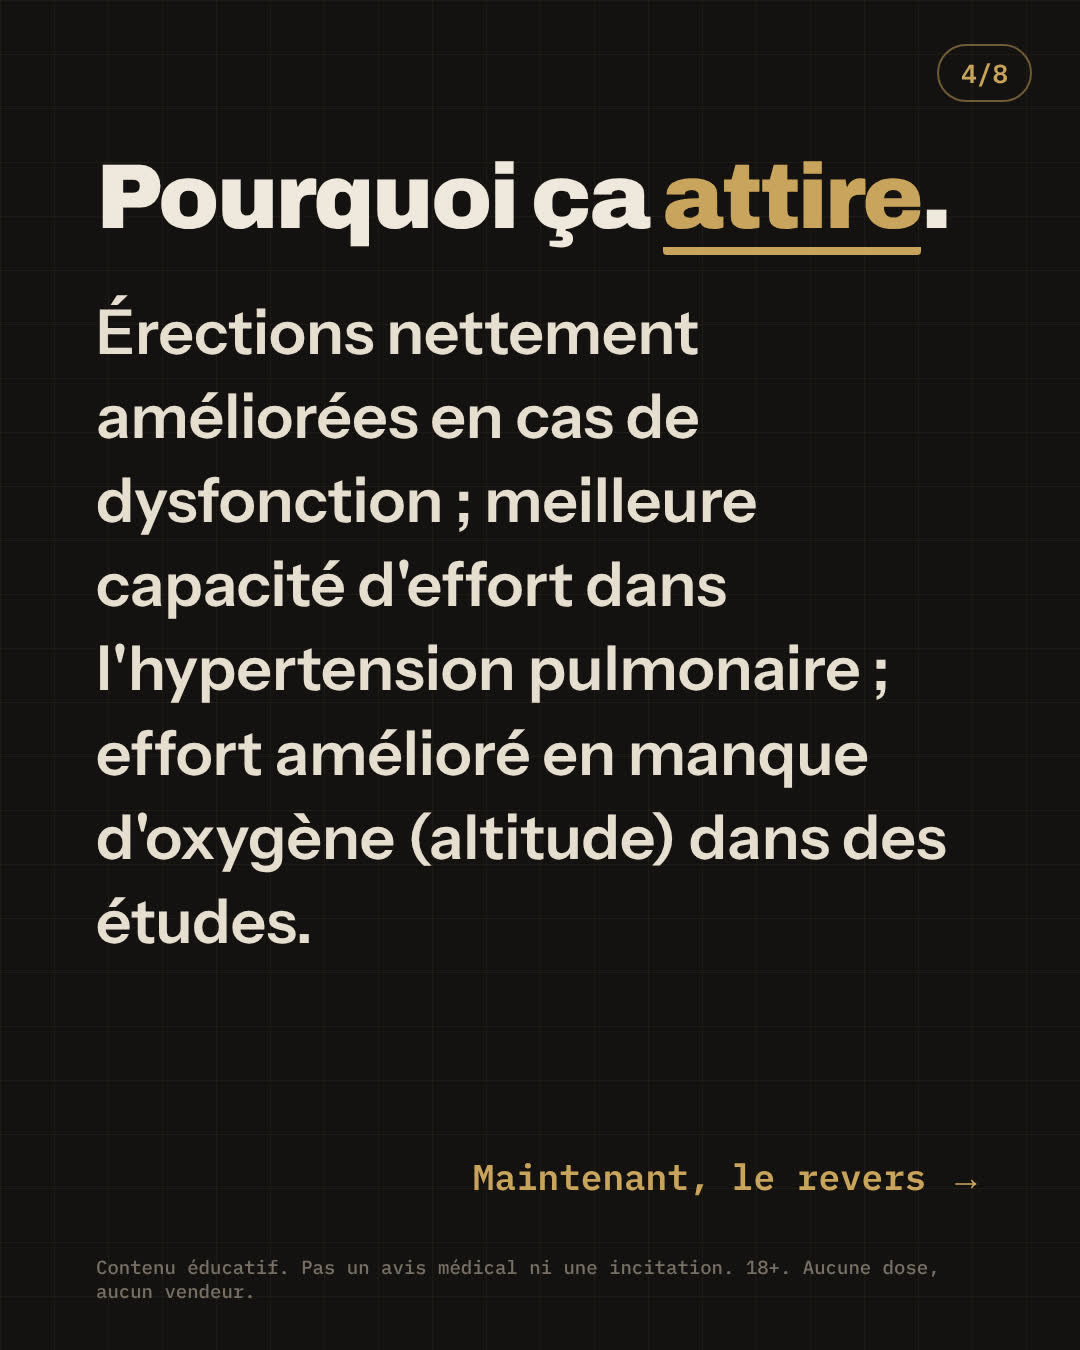 4/8
Pourquoi ça attire.
Érections nettement
améliorées en cas de
dysfonction ; meilleure
capacité d'effort dans
l'hypertension pulmonaire ;
effort amélioré en manque
d'oxygène (altitude) dans des
études.
Maintenant, le revers →
Contenu éducatif. Pas un avis médical ni une incitation. 18+. Aucune dose,
aucun vendeur.